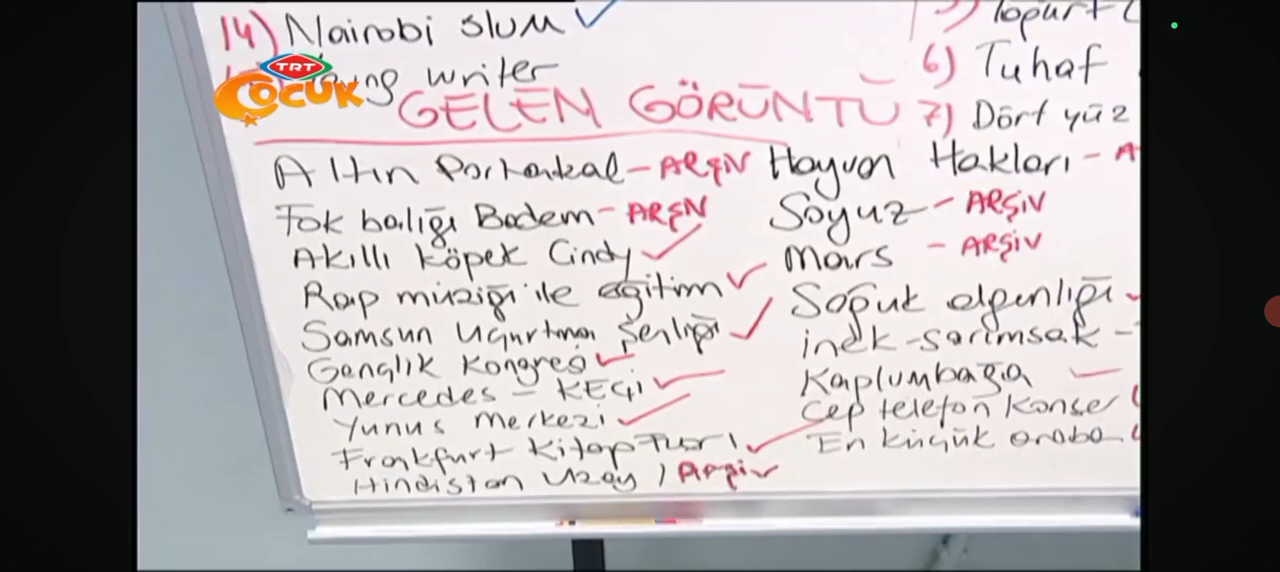 14) Nairobi slum
writer
TRT
ÇOCUK
GELEN GÖRÜNTÜ
Altın Portakal - ARŞİV
Fok balığı Badem - ARŞİV
Akıllı köpek Cindy
Rap müziği ile eğitim
Samsun Uçurtma Şenliği
Gençlik Kongresi
Mercedes - KEÇİ
Yunus Merkezi
Frankfurt Kitap Fuarı
Hindistan Uzay / Arşiv
6) Tuhaf
7) Dört yüz
Hayvan Hakları - A
Soyuz - ARŞİV
Mars - ARŞİV
Soğuk algınlığı
inek - sarımsak -
Kaplumbağa
Cep telefon Konse
En küçük araba